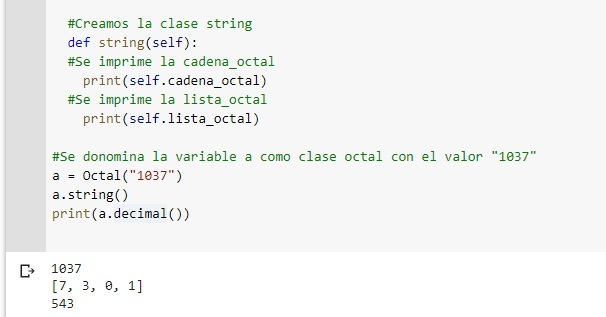 #Creamos la clase string
def string(self):
#Se imprime la cadena_octal
print(self.cadena_octal)
#Se imprime la lista_octal
print(self.lista_octal)
#Se donomina la variable a como clase octal con el valor "1037"
a = Octal("1037")
a.string()
print(a.decimal())
1037
[7, 3, 0, 1]
543